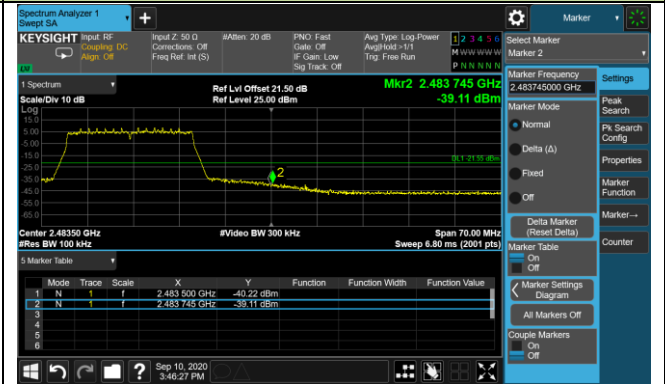 Spectrum Analyzer 1
Swept SA
Marker
KEYSIGHT
Input: RF
Coupling: DC
Align: Off
Input Z: 50 Ω
Corrections: Off
Freq Ref: Int (S)
#Atten: 20 dB
PNO: Fast
Gate: Off
IF Gain: Low
Sig Track: Off
Avg Type: Log-Power
Avg|Hold:>1/1
Trig: Free Run
1 2 3 4 5 6
M W W W W W
P N N N N N
Select Marker
Marker 2
1 Spectrum
Scale/Div 10 dB
Log
Ref Lvl Offset 21.50 dB
Ref Level 25.00 dBm
Mkr2 2.483 745 GHz
-39.11 dBm
15.0
5.00
-5.00
-15.0
-25.0
-35.0
-45.0
-55.0
-65.0
DL1 -21.55 dBm
2
Center 2.48350 GHz
#Res BW 100 kHz
#Video BW 300 kHz
Span 70.00 MHz
Sweep 6.80 ms (2001 pts)
5 Marker Table
Mode Trace Scale X Y Function Function Width Function Value
1 N 1 f 2.483 500 GHz -40.22 dBm
2 N 1 f 2.483 745 GHz -39.11 dBm
3
4
5
6
Marker Frequency
2.483745000 GHz
Marker Mode
Normal
Delta (Δ)
Fixed
Off
Delta Marker
(Reset Delta)
Marker Table
On
Off
Marker Settings
Diagram
All Markers Off
Couple Markers
On
Off
Settings
Peak
Search
Pk Search
Config
Properties
Marker
Function
Marker→
Counter
?
Sep 10, 2020
3:46:27 PM